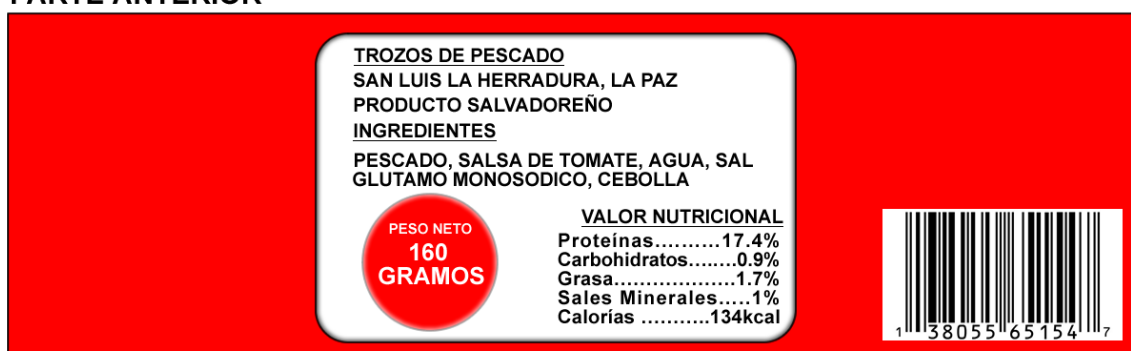 PARTE ANTERIOR
TROZOS DE PESCADO
SAN LUIS LA HERRADURA, LA PAZ
PRODUCTO SALVADOREÑO
INGREDIENTES
PESCADO, SALSA DE TOMATE, AGUA, SAL
GLUTAMO MONOSODICO, CEBOLLA
PESO NETO
160
GRAMOS
VALOR NUTRICIONAL
Proteínas..........17.4%
Carbohidratos........0.9%
Grasa...................1.7%
Sales Minerales.....1%
Calorías ...........134kcal
1 38055 65154 7